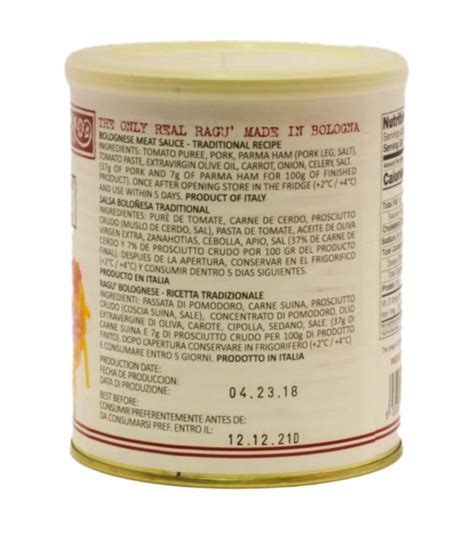 THE ONLY REAL RAGU' MADE IN BOLOGNA
BOLOGNESE MEAT SAUCE - TRADITIONAL RECIPE
INGREDIENTS: TOMATO PUREE, PORK, PARMA HAM (PORK LEG, SALT),
TOMATO PASTE, EXTRAVIRGIN OLIVE OIL, CARROT, ONION, CELERY, SALT.
(37g OF PORK AND 7g OF PARMA HAM FOR 100g OF FINISHED
PRODUCT). ONCE AFTER OPENING STORE IN THE FRIDGE (+2°C / +4°C)
AND USE WITHIN 5 DAYS. PRODUCT OF ITALY
SALSA BOLOÑESA TRADITIONAL
INGREDIENTES: PURÉ DE TOMATE, CARNE DE CERDO, PROSCIUTTO
CRUDO (MUSLO DE CERDO, SAL), PASTA DE TOMATE, ACEITE DE OLIVA
VIRGEN EXTRA, ZANAHOTIAS, CEBOLLA, APIO, SAL (37% DE CARNE DE
CERDO Y 7% DE PROSCIUTTO CRUDO POR 100 GR DEL PRODUCTO
FINAL). DESPUES DE LA APERTURA, CONSERVAR EN EL FRIGORIFICO
(+2°C / +4°C) Y CONSUMIR DENTRO 5 DIAS SIGUIENTES.
PRODUCTO EN ITALIA
RAGU' BOLOGNESE - RICETTA TRADIZIONALE
INGREDIENTI: PASSATA DI POMODORO, CARNE SUINA, PROSCIUTTO
CRUDO (COSCIA SUINA, SALE), CONCENTRATO DI POMODORO, OLIO
EXTRAVERGINE DI OLIVA, CAROTE, CIPOLLA, SEDANO, SALE. (37g DI
CARNE SUINA E 7g DI PROSCIUTTO CRUDO PER 100g DI PRODOTTO
FINITO). DOPO L'APERTURA CONSERVARE IN FRIGORIFERO (+2°C / +4°C)
E CONSUMARE ENTRO 5 GIORNI. PRODOTTO IN ITALIA
PRODUCTION DATE:
FECHA DE PRODUCCION:
DATA DI PRODUZIONE:
04.23.18
BEST BEFORE:
CONSUMIR PREFERENTEMENTE ANTES DE:
DA CONSUMARSI PREF. ENTRO IL:
12.12.21D